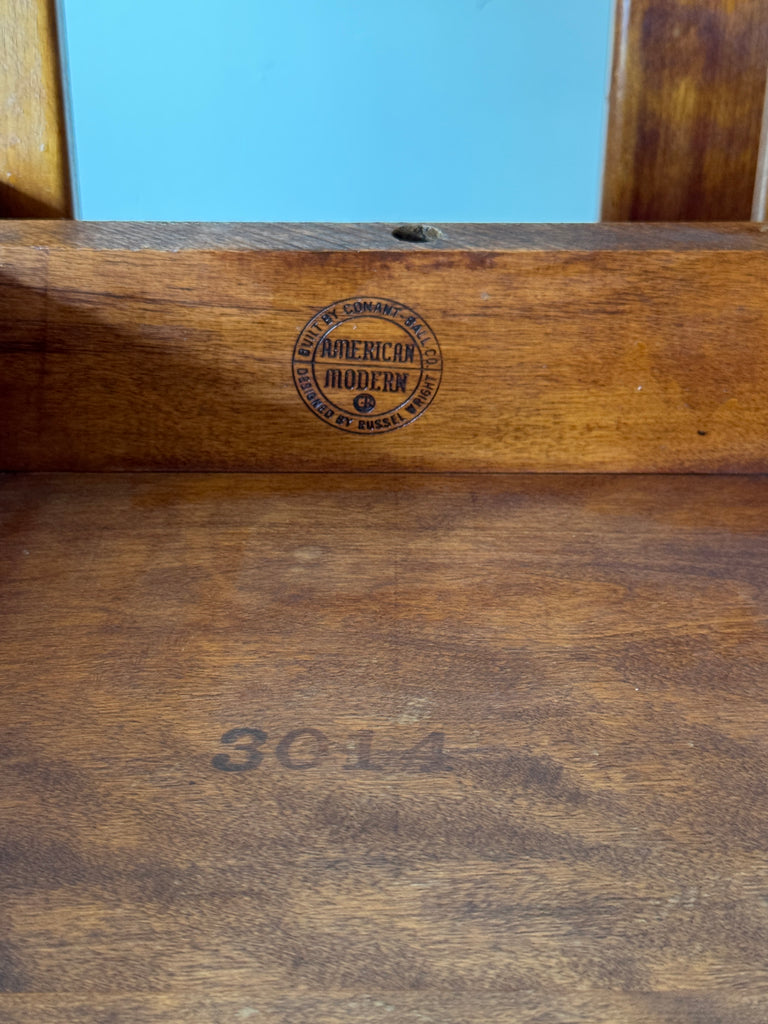 BUILT BY CONANT-BALL CO.
AMERICAN
MODERN
CB
DESIGNED BY RUSSEL WRIGHT
3014